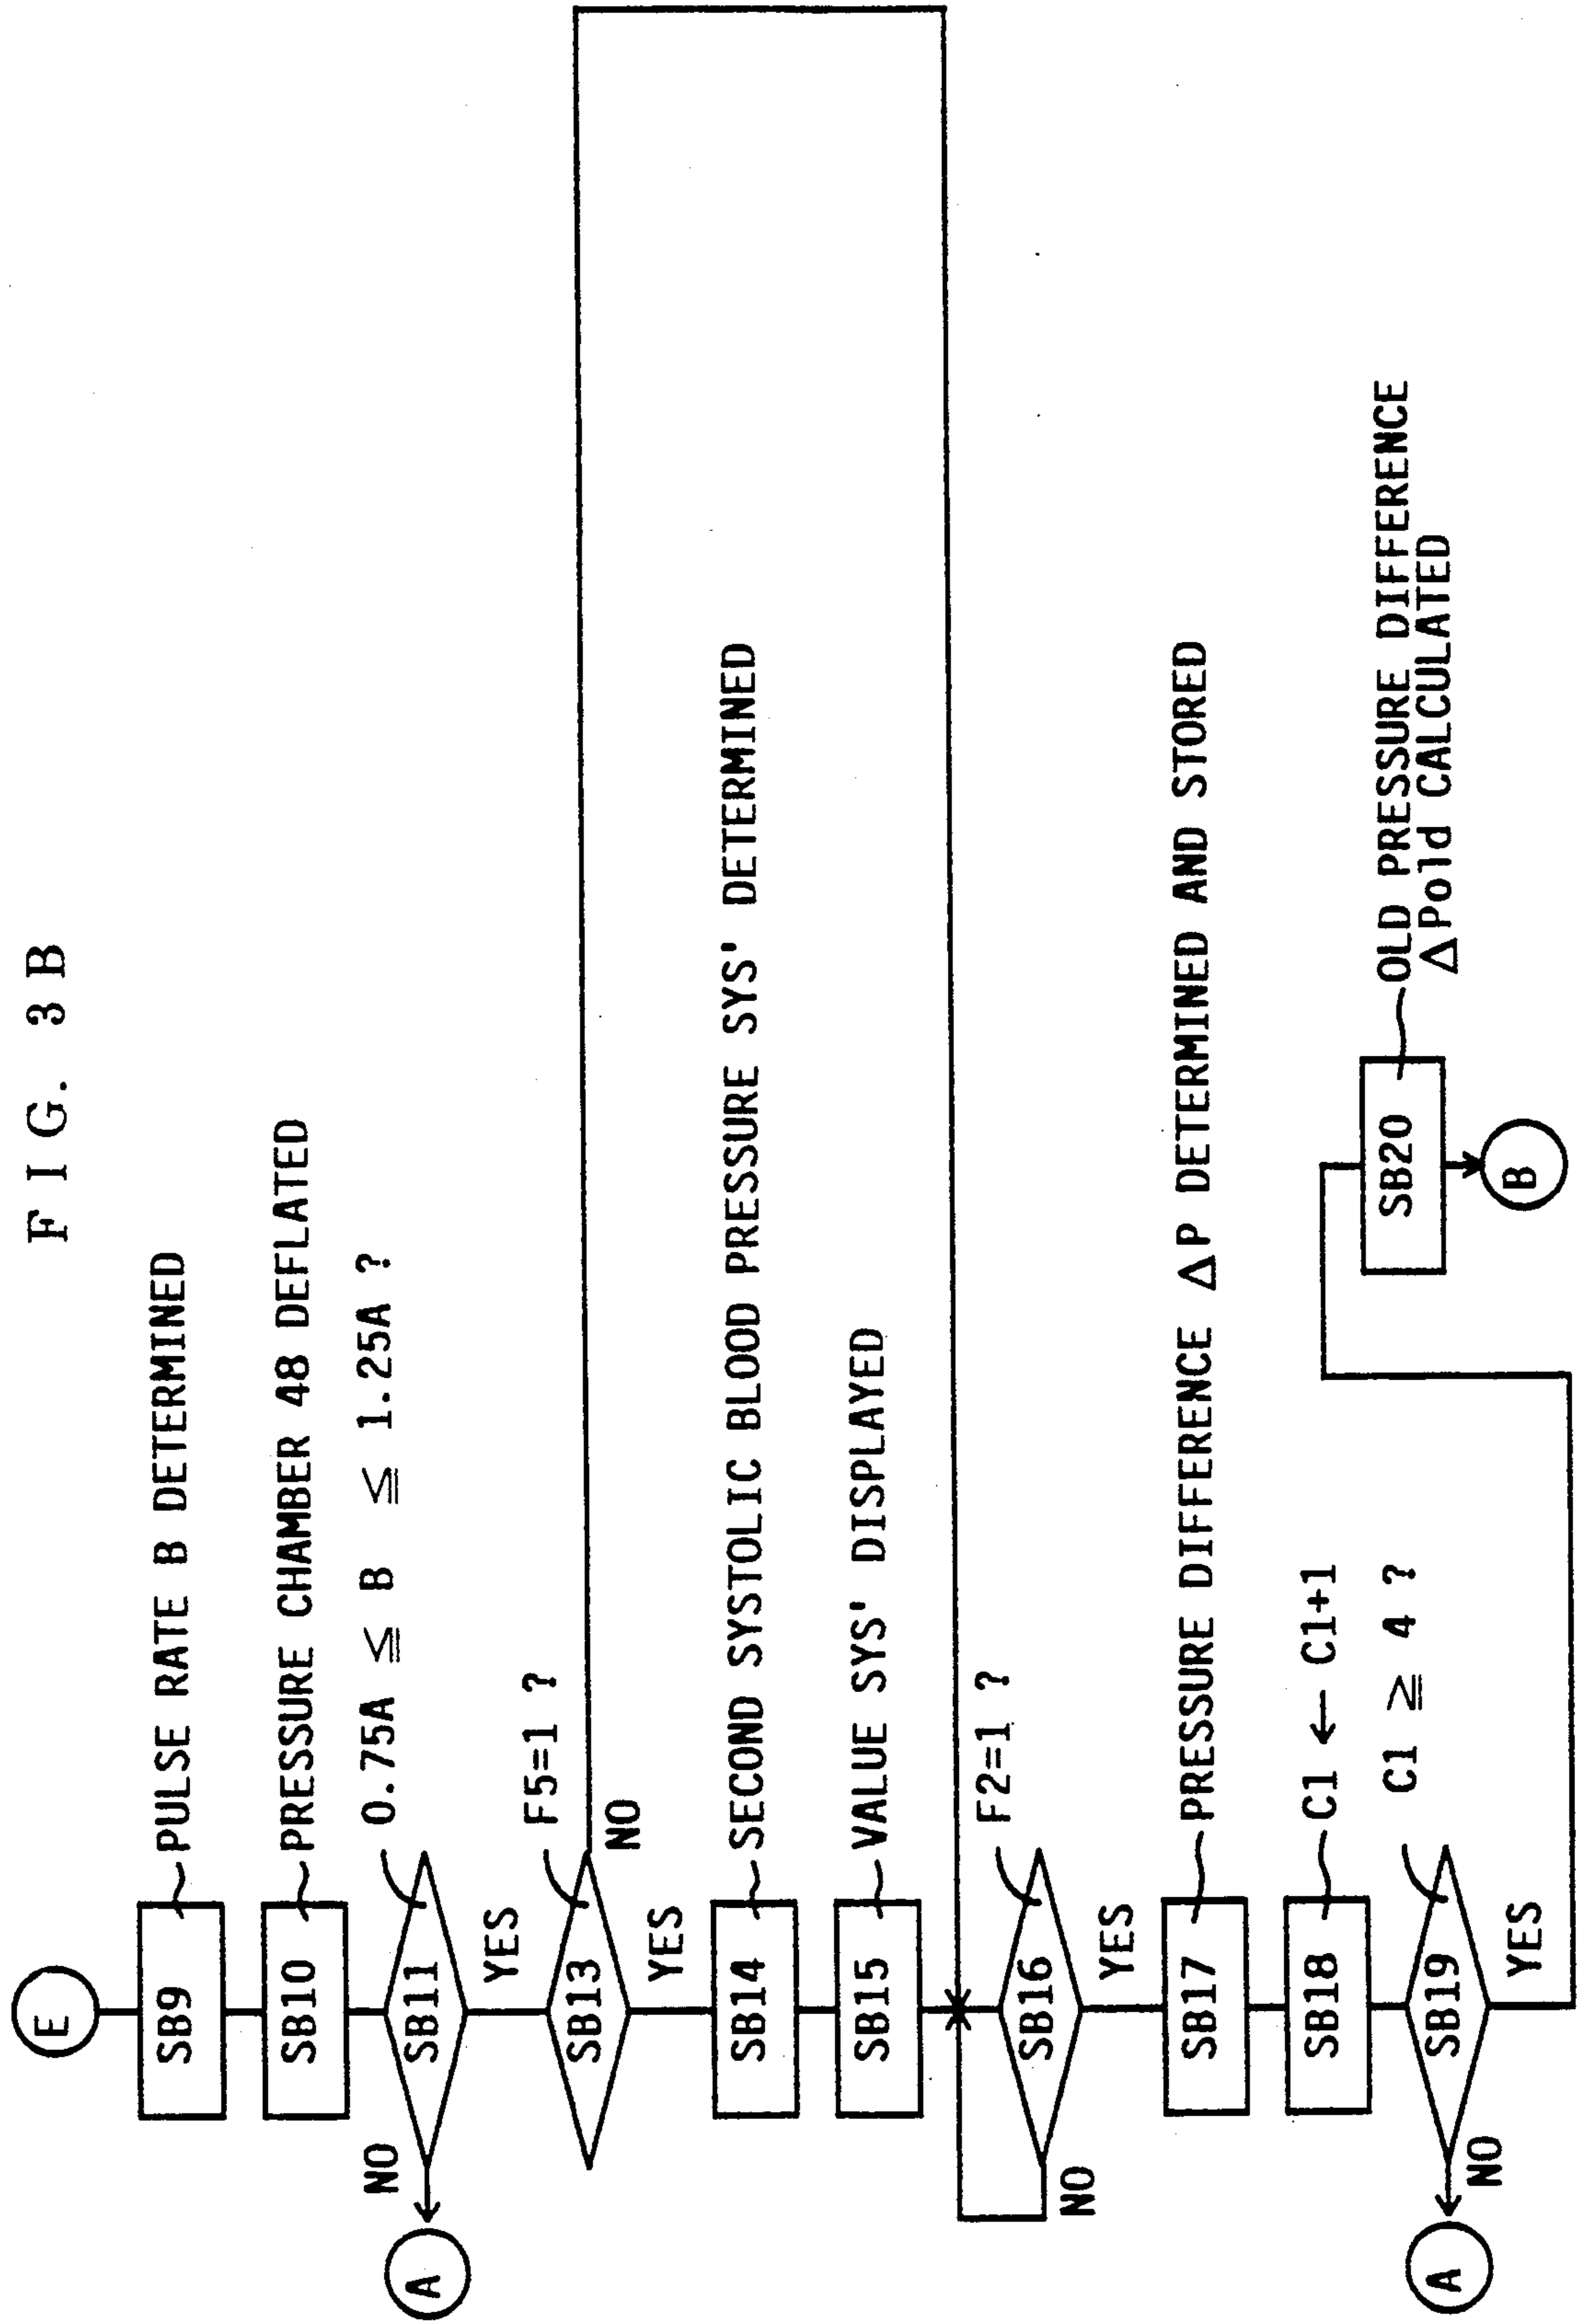 FIG. 3B
E
SB9
PULSE RATE B DETERMINED
SB10
PRESSURE CHAMBER 48 DEFLATED
SB11
0.75A ≦ B ≦ 1.25A ?
NO
A
YES
SB13
F5=1 ?
NO
YES
SB14
SECOND SYSTOLIC BLOOD PRESSURE SYS' DETERMINED
SB15
VALUE SYS' DISPLAYED
SB16
F2=1 ?
NO
YES
SB17
PRESSURE DIFFERENCE ΔP DETERMINED AND STORED
SB18
C1 ← C1+1
SB19
C1 ≧ 4 ?
NO
A
YES
SB20
OLD PRESSURE DIFFERENCE
ΔPold CALCULATED
B